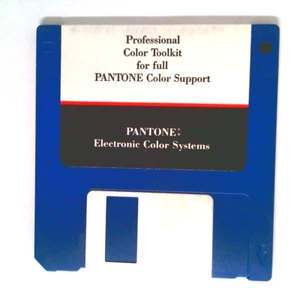 Professional
Color Toolkit
for full
PANTONE Color Support
PANTONE®
Electronic Color Systems